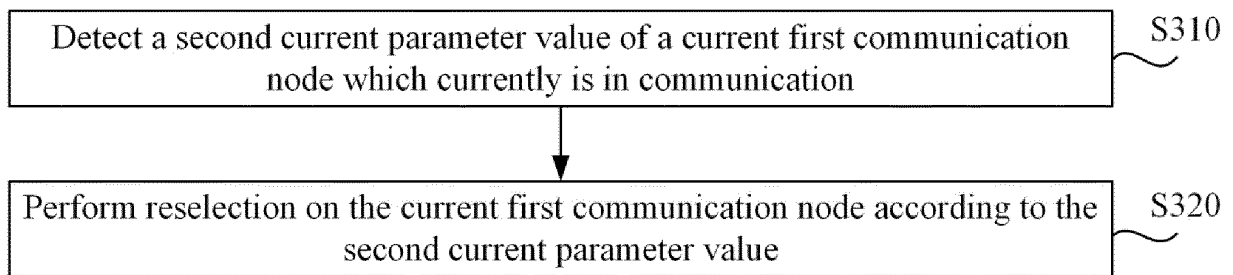 Detect a second current parameter value of a current first communication
node which currently is in communication
S310
Perform reselection on the current first communication node according to the
second current parameter value
S320